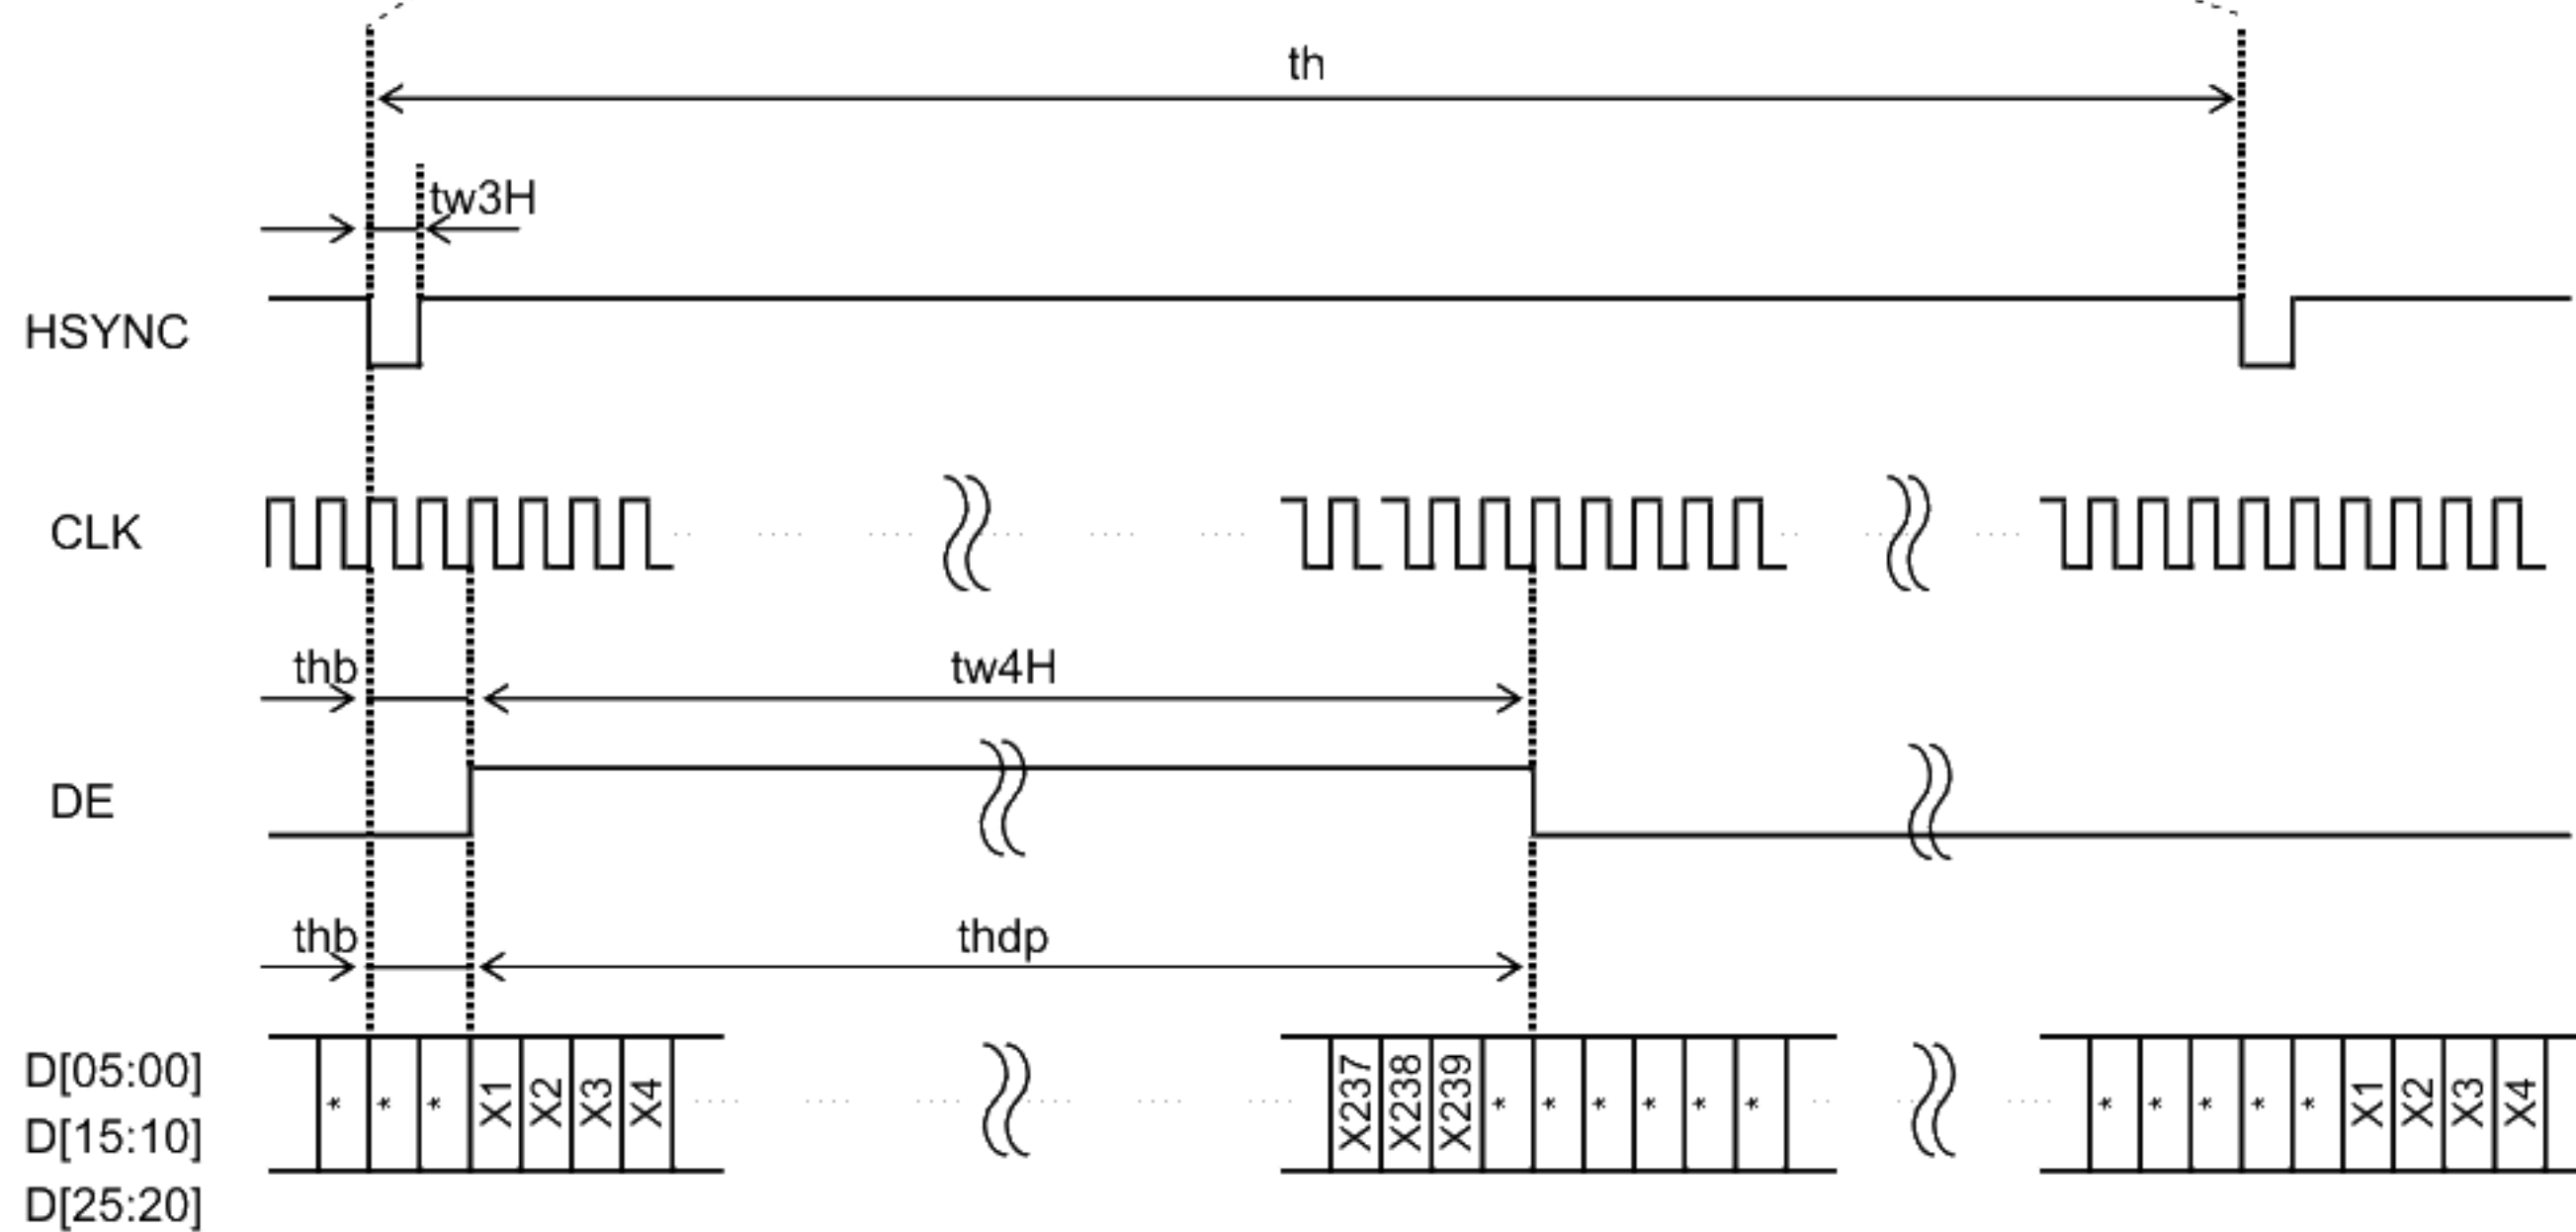 th
tw3H
HSYNC
CLK
thb
tw4H
DE
thb
thdp
D[05:00]
D[15:10]
D[25:20]
* * * X1 X2 X3 X4
X237 X238 X239 * * * * * *
* * * * * X1 X2 X3 X4